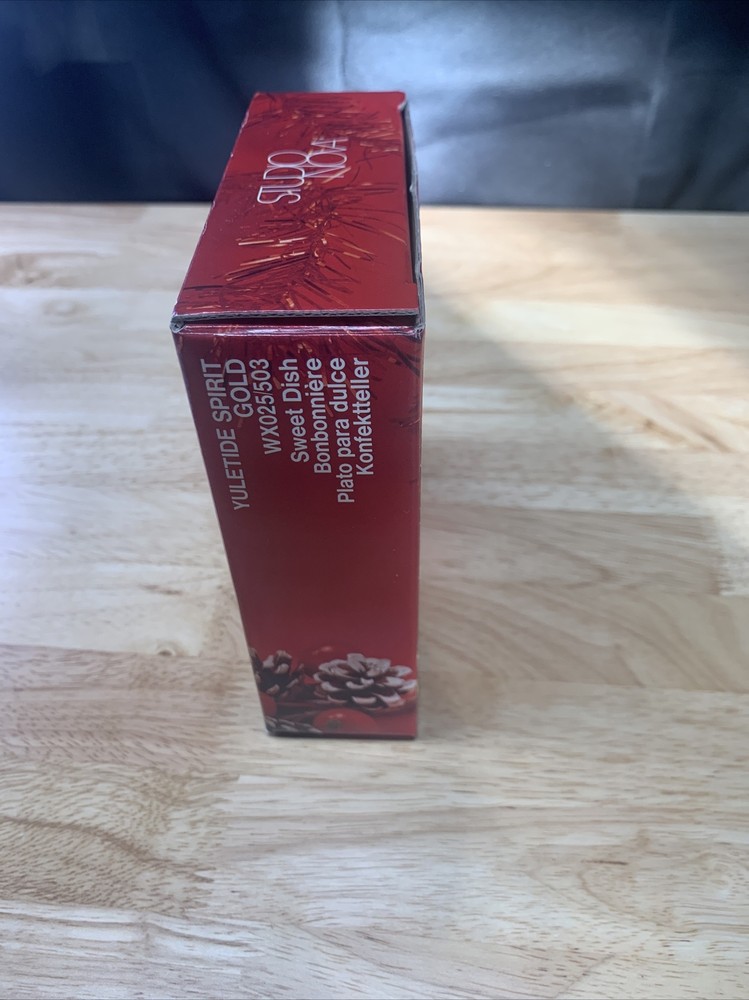 STUDIO
NOVA
YULETIDE SPIRIT
GOLD
WX025/503
Sweet Dish
Bonbonnière
Plato para dulce
Konfektteller